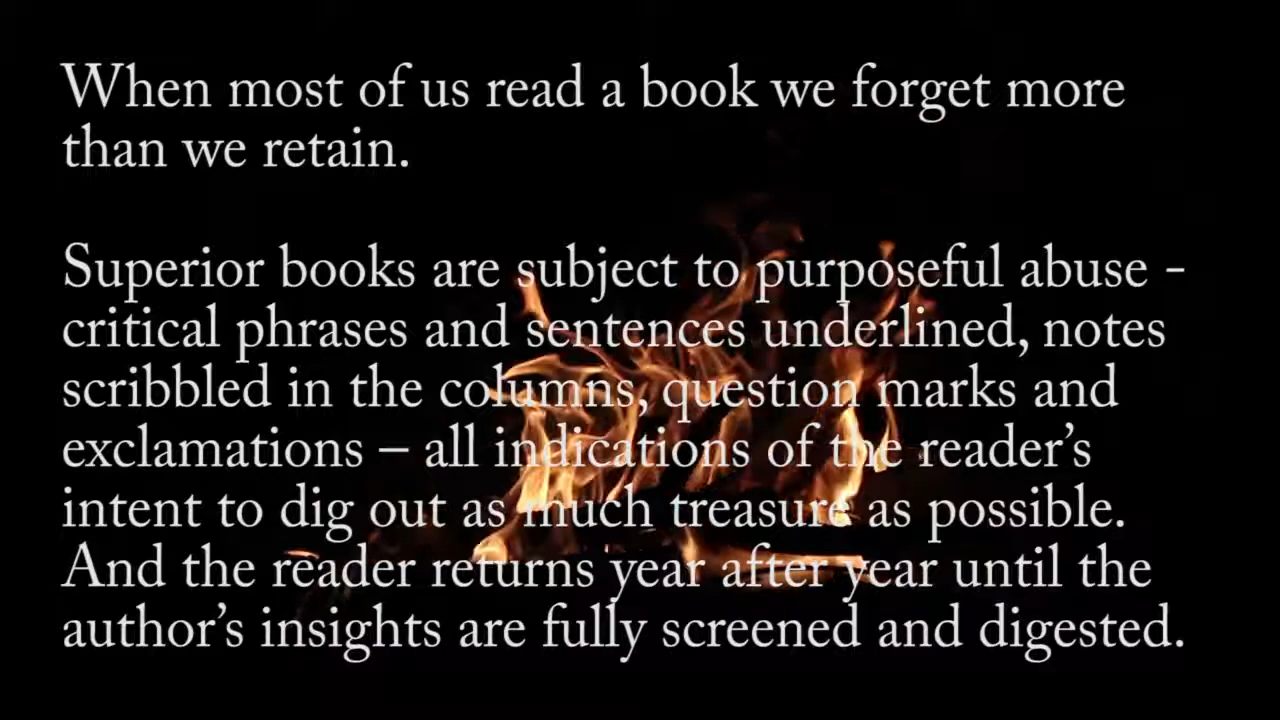 When most of us read a book we forget more
than we retain.
Superior books are subject to purposeful abuse -
critical phrases and sentences underlined, notes
scribbled in the columns, question marks and
exclamations – all indications of the reader’s
intent to dig out as much treasure as possible.
And the reader returns year after year until the
author’s insights are fully screened and digested.